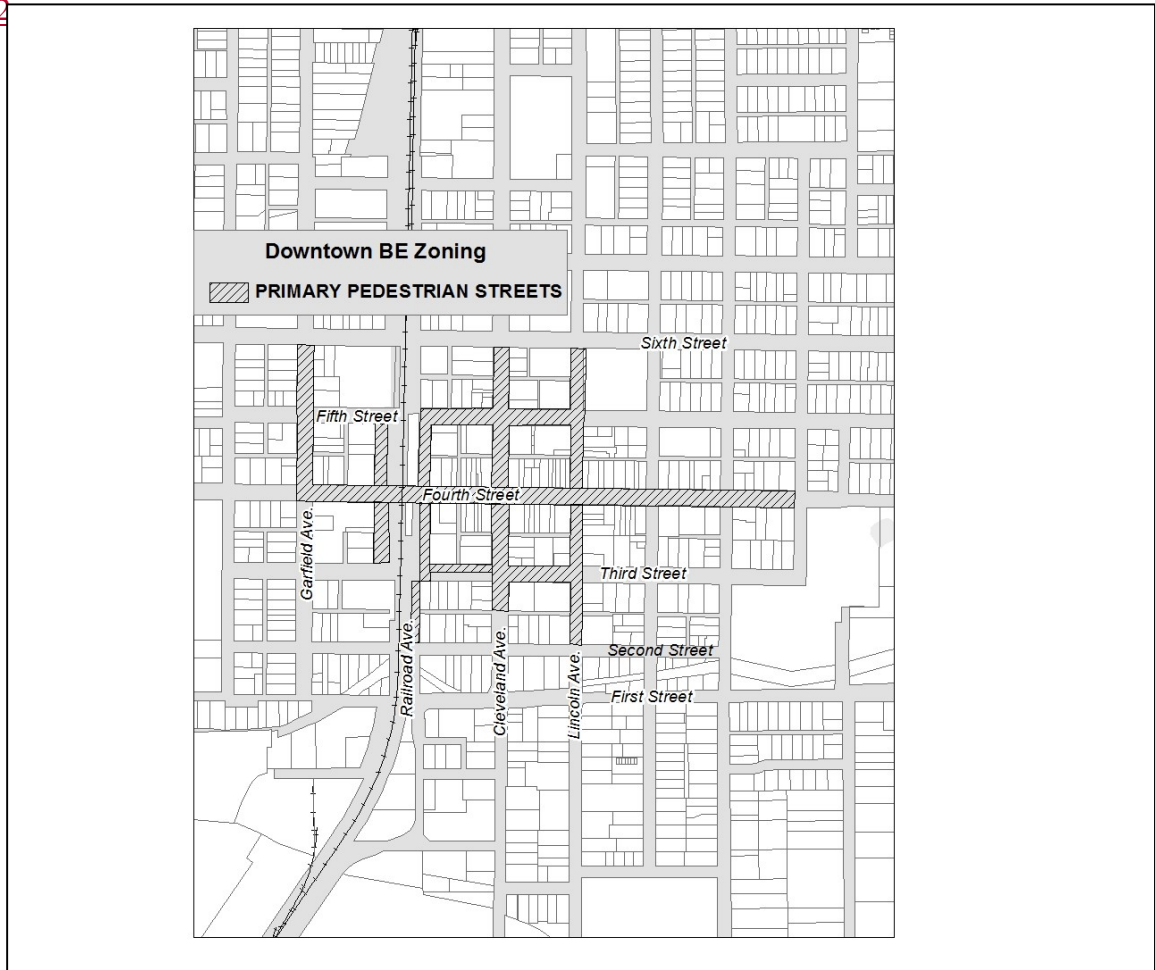 2
Downtown BE Zoning
PRIMARY PEDESTRIAN STREETS
Sixth Street
Fifth Street
Fourth Street
Garfield Ave.
Third Street
Railroad Ave.
Cleveland Ave.
Lincoln Ave.
Second Street
First Street